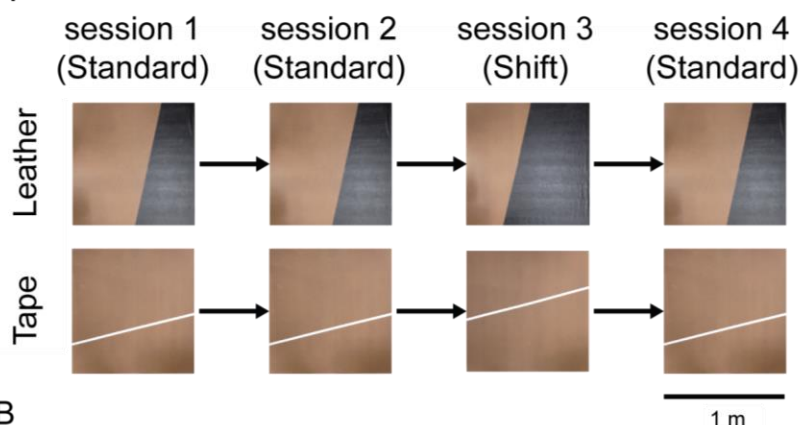 session 1 session 2 session 3 session 4
(Standard) (Standard) (Shift) (Standard)
Leather
Tape
B
1 m